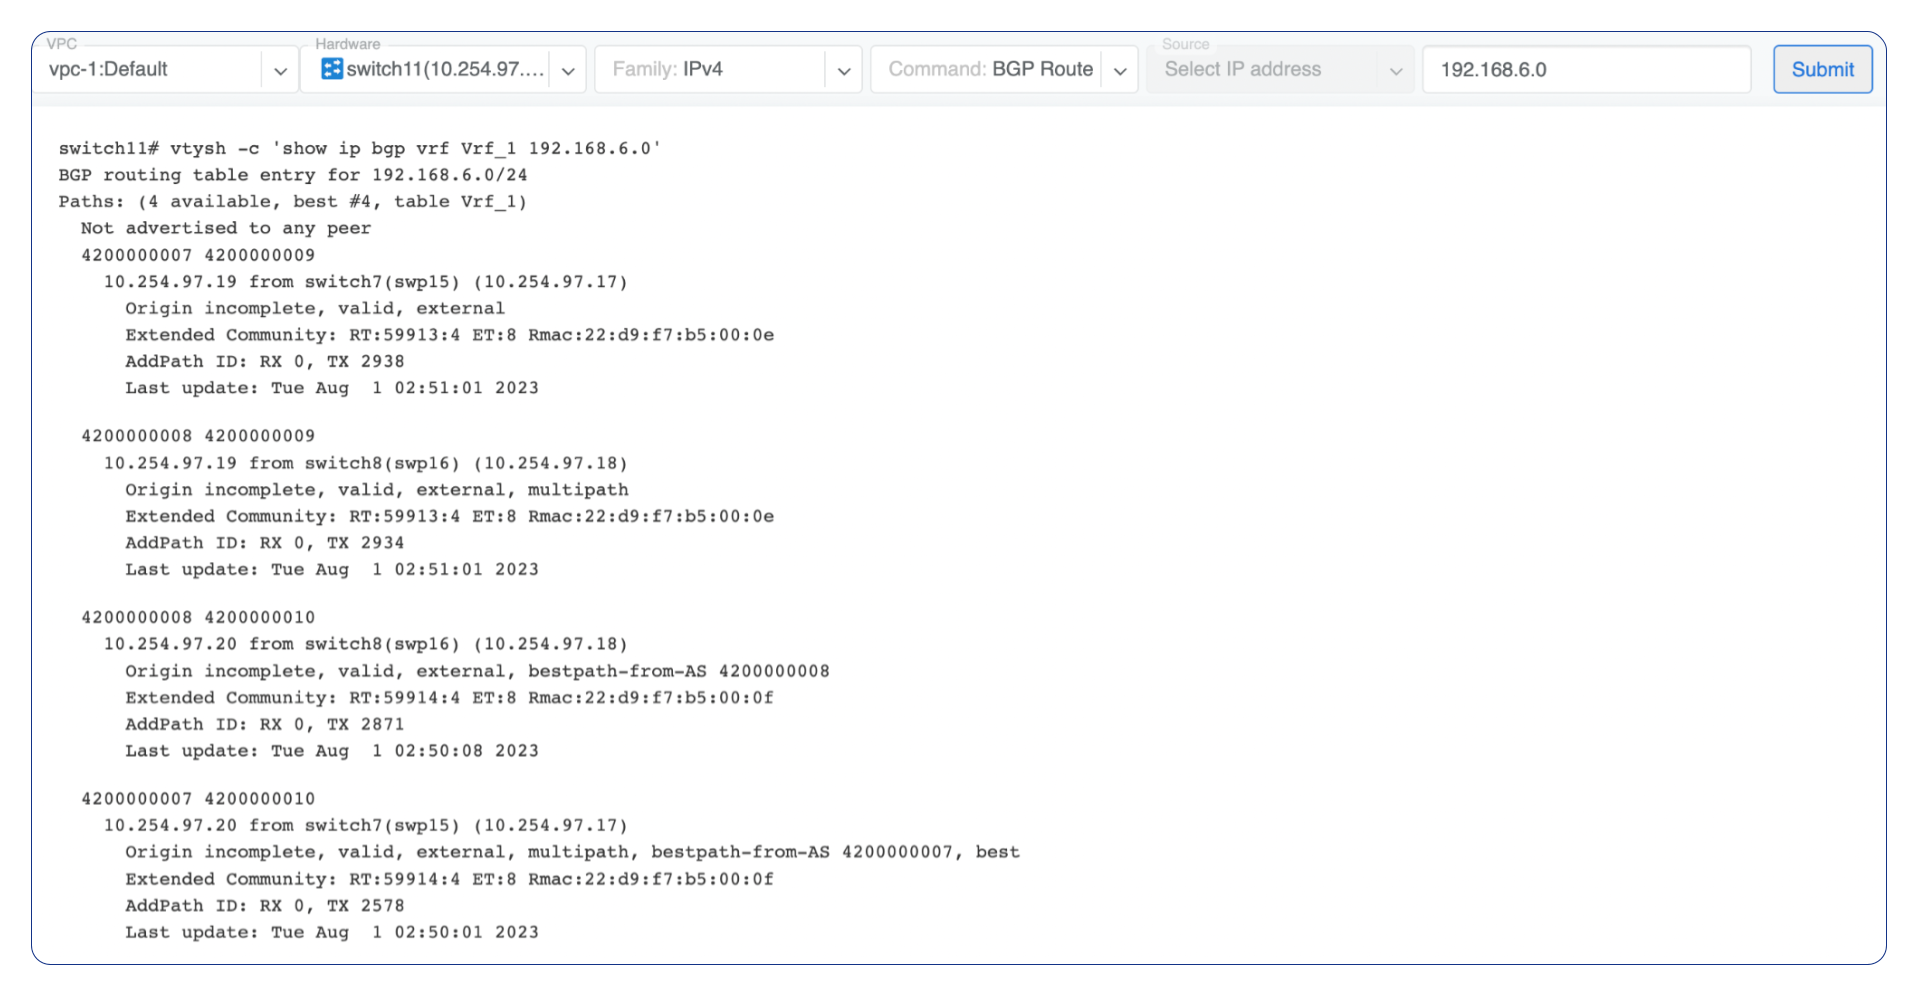 VPC
Hardware
Source
vpc-1:Default
switch11(10.254.97....
Family: IPv4
Command: BGP Route
Select IP address
192.168.6.0
Submit
switch11# vtysh -c 'show ip bgp vrf Vrf_1 192.168.6.0'
BGP routing table entry for 192.168.6.0/24
Paths: (4 available, best #4, table Vrf_1)
  Not advertised to any peer
  4200000007 4200000009
    10.254.97.19 from switch7(swp15) (10.254.97.17)
      Origin incomplete, valid, external
      Extended Community: RT:59913:4 ET:8 Rmac:22:d9:f7:b5:00:0e
      AddPath ID: RX 0, TX 2938
      Last update: Tue Aug  1 02:51:01 2023
  4200000008 4200000009
    10.254.97.19 from switch8(swp16) (10.254.97.18)
      Origin incomplete, valid, external, multipath
      Extended Community: RT:59913:4 ET:8 Rmac:22:d9:f7:b5:00:0e
      AddPath ID: RX 0, TX 2934
      Last update: Tue Aug  1 02:51:01 2023
  4200000008 4200000010
    10.254.97.20 from switch8(swp16) (10.254.97.18)
      Origin incomplete, valid, external, bestpath-from-AS 4200000008
      Extended Community: RT:59914:4 ET:8 Rmac:22:d9:f7:b5:00:0f
      AddPath ID: RX 0, TX 2871
      Last update: Tue Aug  1 02:50:08 2023
  4200000007 4200000010
    10.254.97.20 from switch7(swp15) (10.254.97.17)
      Origin incomplete, valid, external, multipath, bestpath-from-AS 4200000007, best
      Extended Community: RT:59914:4 ET:8 Rmac:22:d9:f7:b5:00:0f
      AddPath ID: RX 0, TX 2578
      Last update: Tue Aug  1 02:50:01 2023